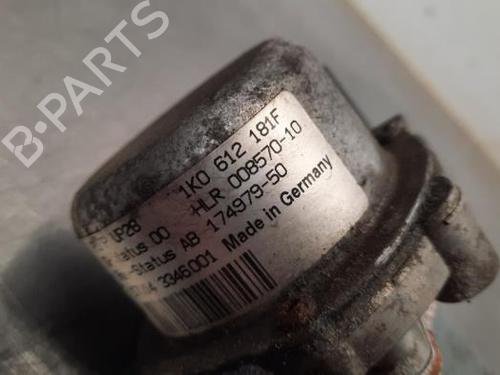 B-PARTS
1K0 612 181F
UP28 HLR 008570-10
Status 00
-Status AB 174979-50
3346001 Made in Germany